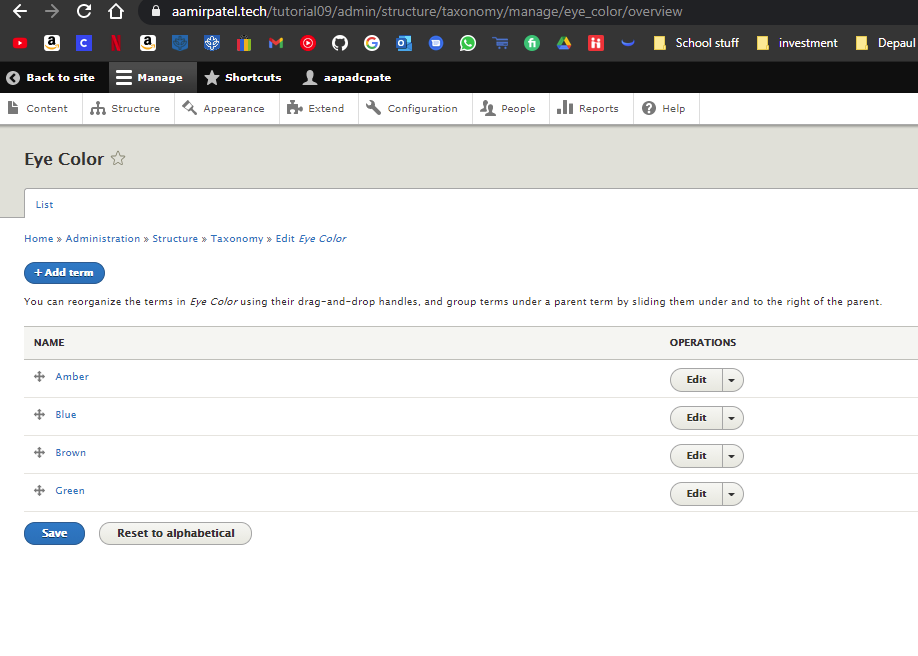 aamirpatel.tech/tutorial09/admin/structure/taxonomy/manage/eye_color/overview
School stuff investment Depaul
Back to site Manage Shortcuts aapadcpate
Content Structure Appearance Extend Configuration People Reports Help
Eye Color
List
Home » Administration » Structure » Taxonomy » Edit Eye Color
+ Add term
You can reorganize the terms in Eye Color using their drag-and-drop handles, and group terms under a parent term by sliding them under and to the right of the parent.
NAME OPERATIONS
Amber Edit
Blue Edit
Brown Edit
Green Edit
Save Reset to alphabetical